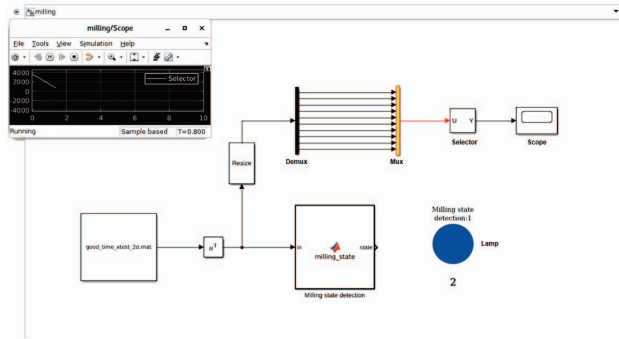 milling
milling/Scope
File Tools View Simulation Help
4000
2000
0
-2000
-4000
Selector
0 2 4 6 8 10
Running Sample based T=0.800
Resize
Demux
Mux
U Y
Selector
Scope
good_time_atest_2d.mat
u^T
in
milling_state
state
Milling state detection
Milling state
detection:1
Lamp
2